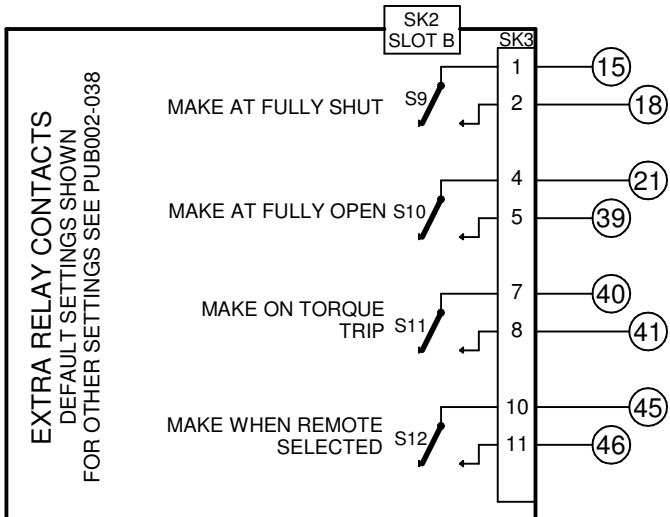 SK2
SLOT B
SK3
EXTRA RELAY CONTACTS
DEFAULT SETTINGS SHOWN
FOR OTHER SETTINGS SEE PUB002-038
MAKE AT FULLY SHUT S9 1 15
2 18
MAKE AT FULLY OPEN S10 4 21
5 39
MAKE ON TORQUE
TRIP S11 7 40
8 41
MAKE WHEN REMOTE
SELECTED S12 10 45
11 46